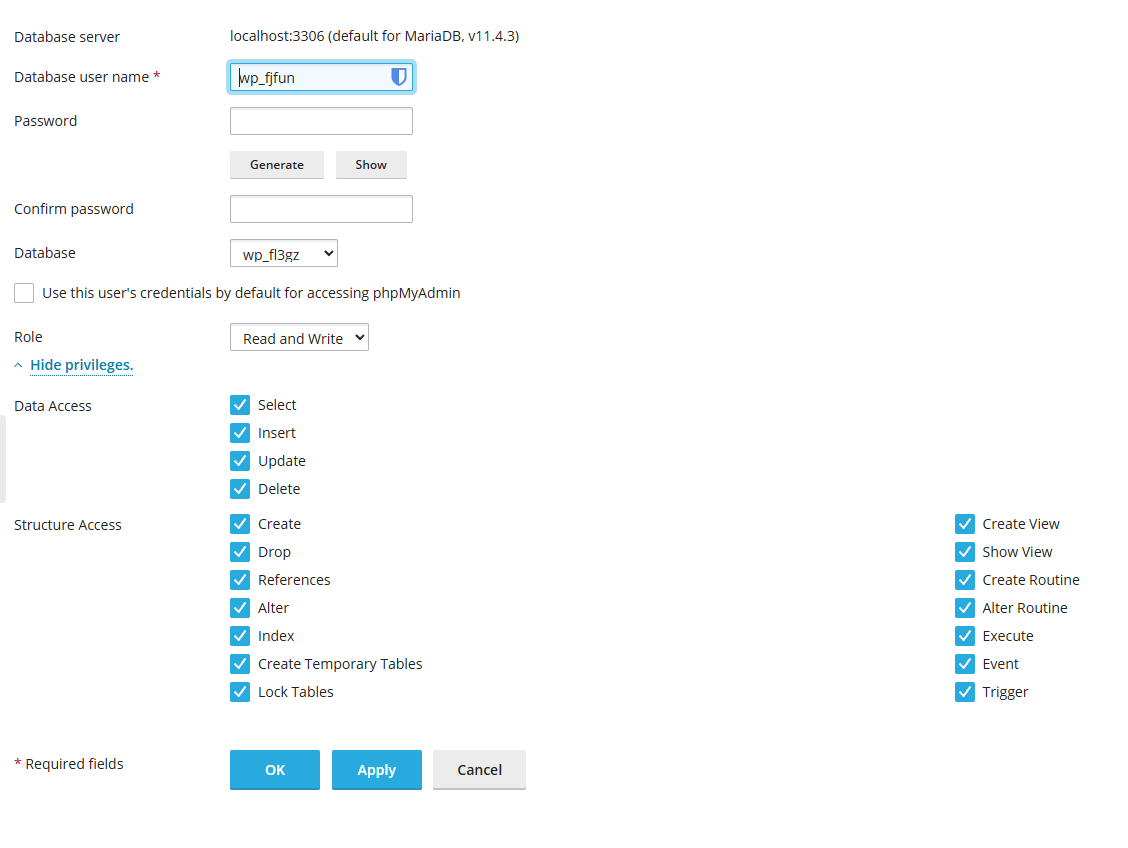 Database server localhost:3306 (default for MariaDB, v11.4.3)
Database user name * wp_fjfun
Password
Generate Show
Confirm password
Database wp_fl3gz
Use this user's credentials by default for accessing phpMyAdmin
Role Read and Write
Hide privileges.
Data Access Select
Insert
Update
Delete
Structure Access Create Create View
Drop Show View
References Create Routine
Alter Alter Routine
Index Execute
Create Temporary Tables Event
Lock Tables Trigger
* Required fields OK Apply Cancel